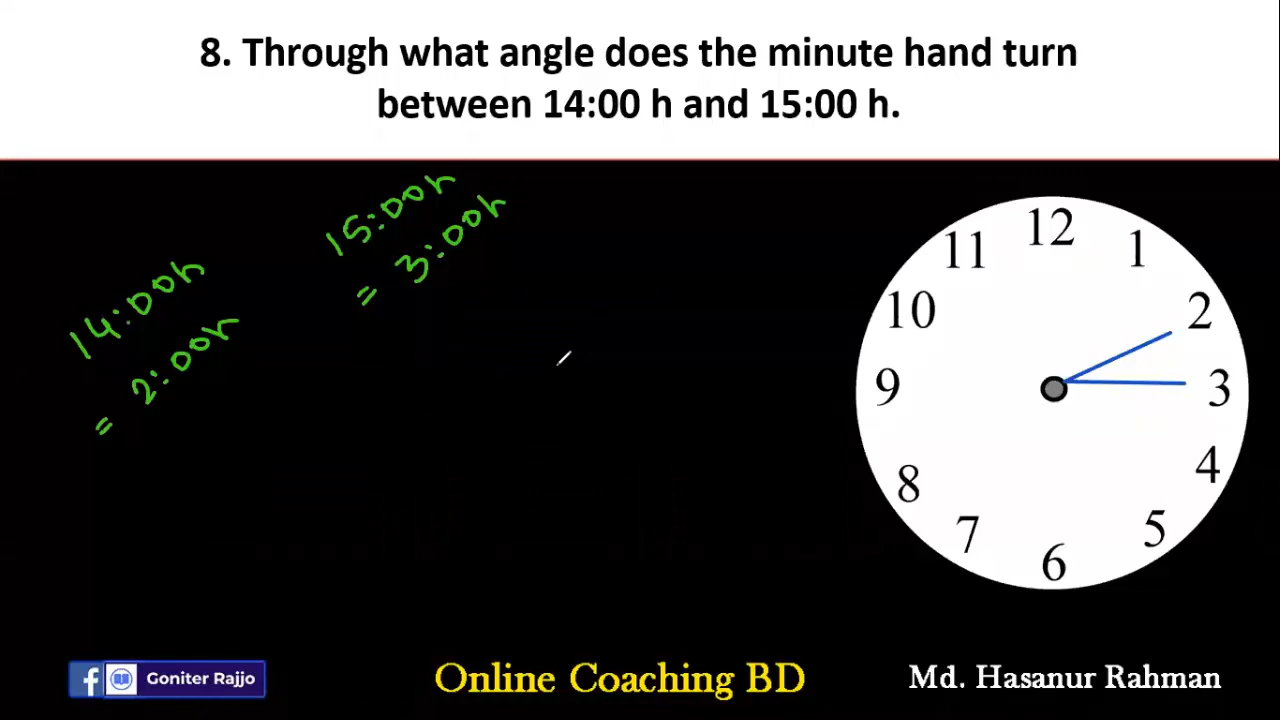 8. Through what angle does the minute hand turn
between 14:00 h and 15:00 h.
14:00h
= 2:00h
15:00h
= 3:00h
12
1
2
3
4
5
6
7
8
9
10
11
f Goniter Rajjo
Online Coaching BD
Md. Hasanur Rahman